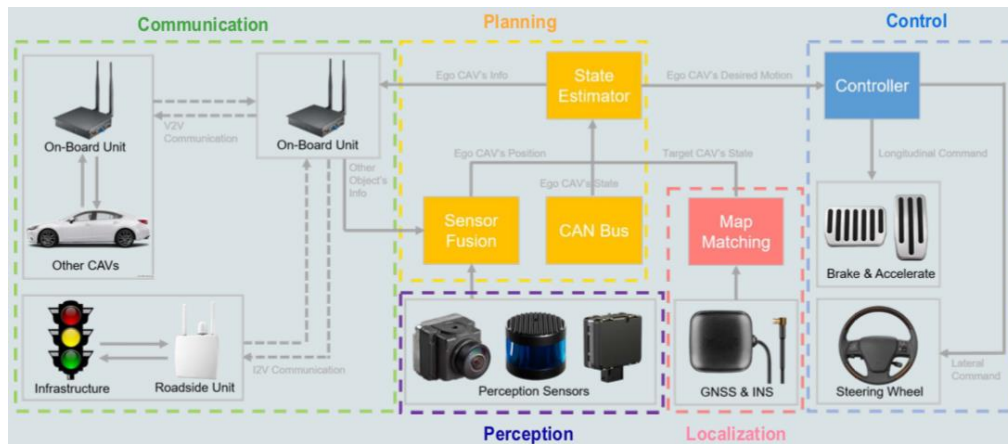 Communication
Planning
Control
Ego CAV's Info
State
Estimator
Ego CAV's Desired Motion
Controller
On-Board Unit
V2V
Communication
On-Board Unit
Other
Object's
Info
Ego CAV's Position
Target CAV's State
Longitudinal Command
Ego CAV's State
Sensor
Fusion
CAN Bus
Map
Matching
Other CAVs
Brake & Accelerate
Infrastructure
Roadside Unit
I2V Communication
Perception Sensors
GNSS & INS
Steering Wheel
Lateral
Command
Perception
Localization